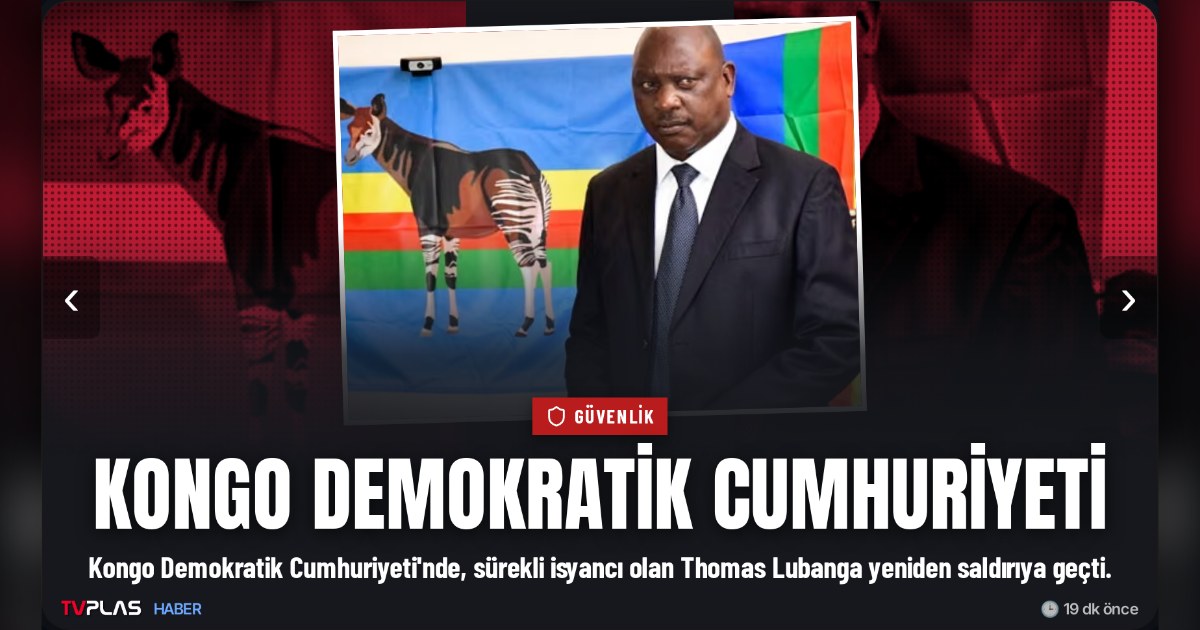 GÜVENLİK
KONGO DEMOKRATİK CUMHURİYETİ
Kongo Demokratik Cumhuriyeti'nde, sürekli isyancı olan Thomas Lubanga yeniden saldırıya geçti.
TVPLAS HABER
19 dk önce